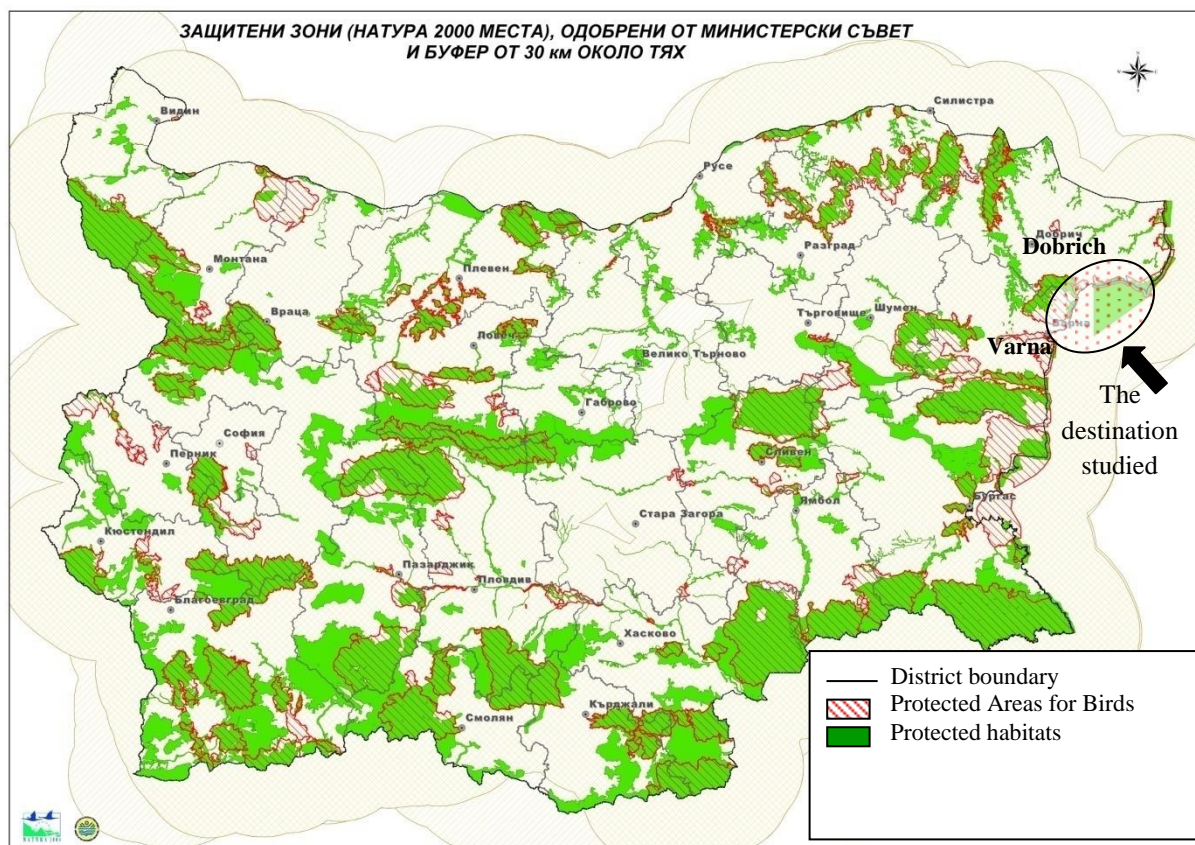 ЗАЩИТЕНИ ЗОНИ (НАТУРА 2000 МЕСТА), ОДОБРЕНИ ОТ МИНИСТЕРСКИ СЪВЕТ
И БУФЕР ОТ 30 км ОКОЛО ТЯХ
Видин
Силистра
Русе
Добрич
Dobrich
Разград
Монтана
Плевен
Шумен
Търговище
Враца
Варна
Varna
Ловеч
Велико Търново
The
destination
studied
Габрово
София
Перник
Сливен
Бургас
Ямбол
Стара Загора
Кюстендил
Пазарджик
Пловдив
Благоевград
Хасково
Кърджали
Смолян
District boundary
Protected Areas for Birds
Protected habitats